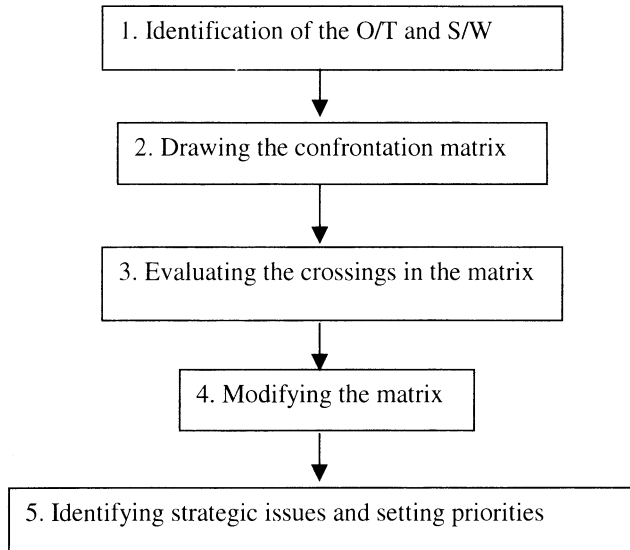 1. Identification of the O/T and S/W
2. Drawing the confrontation matrix
3. Evaluating the crossings in the matrix
4. Modifying the matrix
5. Identifying strategic issues and setting priorities